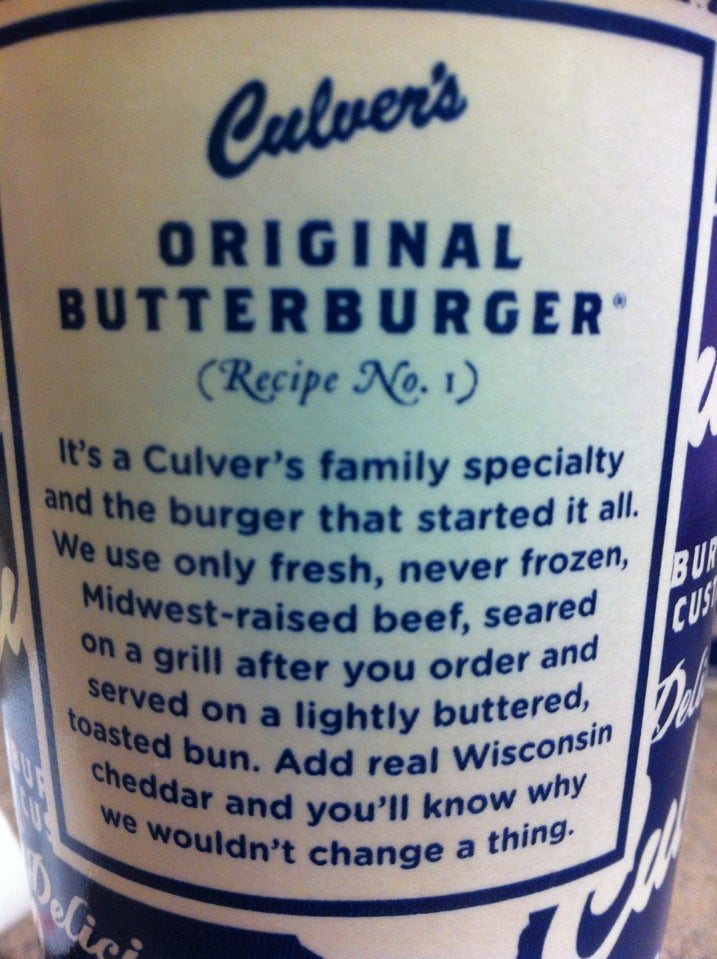 Culver's
ORIGINAL
BUTTERBURGER®
(Recipe No. 1)
It's a Culver's family specialty
and the burger that started it all.
We use only fresh, never frozen,
Midwest-raised beef, seared
on a grill after you order and
served on a lightly buttered,
toasted bun. Add real Wisconsin
cheddar and you'll know why
we wouldn't change a thing.